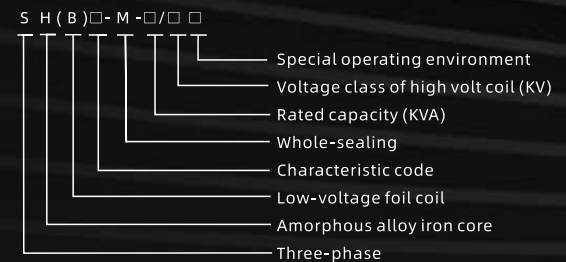 S H ( B ) □ - M - □ / □ □
Special operating environment
Voltage class of high volt coil (KV)
Rated capacity (KVA)
Whole-sealing
Characteristic code
Low-voltage foil coil
Amorphous alloy iron core
Three-phase